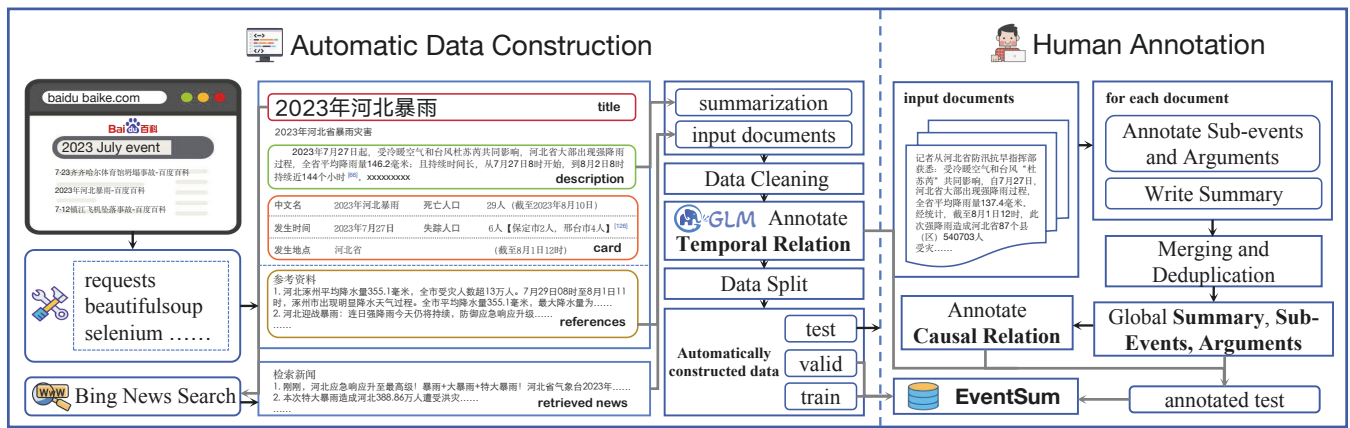 Automatic Data Construction
baidu baike.com
Bai du 百科
2023 July event
7-23齐齐哈尔体育馆坍塌事故-百度百科
2023年河北暴雨-百度百科
7-12镇江飞机坠落事故-百度百科
requests
beautifulsoup
selenium ……
WWW
Bing News Search
2023年河北暴雨
title
2023年河北省暴雨灾害
2023年7月27日起，受冷暖空气和台风杜苏芮共同影响，河北省大部出现强降雨
过程，全省平均降雨量146.2毫米；且持续时间长，从7月27日8时开始，到8月2日8时
持续近144个小时 [66]，xxxxxxxxx
description
中文名 2023年河北暴雨 死亡人口 29人（截至2023年8月10日）
发生时间 2023年7月27日 失踪人口 6人【保定市2人，邢台市4人】[126]
发生地点 河北省 （截至8月1日12时）
card
参考资料
1. 河北涿州平均降水量355.1毫米，全市受灾人数超13万人。7月29日08时至8月1日11
时，涿州市出现明显降水天气过程。全市平均降水量355.1毫米，最大降水量为……
2. 河北迎战暴雨：连日强降雨今天仍将持续，防御应急响应升级……
……
references
检索新闻
1. 刚刚，河北应急响应升至最高级！暴雨+大暴雨+特大暴雨！河北省气象台2023年……
2. 本次特大暴雨造成河北388.86万人遭受洪灾……
……
retrieved news
summarization
input documents
Data Cleaning
GLM Annotate
Temporal Relation
Data Split
Automatically
constructed data
test
valid
train
Human Annotation
input documents
记者从河北省防汛抗旱指挥部
获悉：受冷暖空气和台风“杜
苏芮”共同影响，自7月27日，
河北省大部出现强降雨过程，
全省平均降雨量137.4毫米，
经统计，截至8月1日12时，此
次强降雨造成河北省87个县
（区）540703人
受灾……
for each document
Annotate Sub-events
and Arguments
Write Summary
Merging and
Deduplication
Global Summary, Sub-
Events, Arguments
Annotate
Causal Relation
EventSum
annotated test